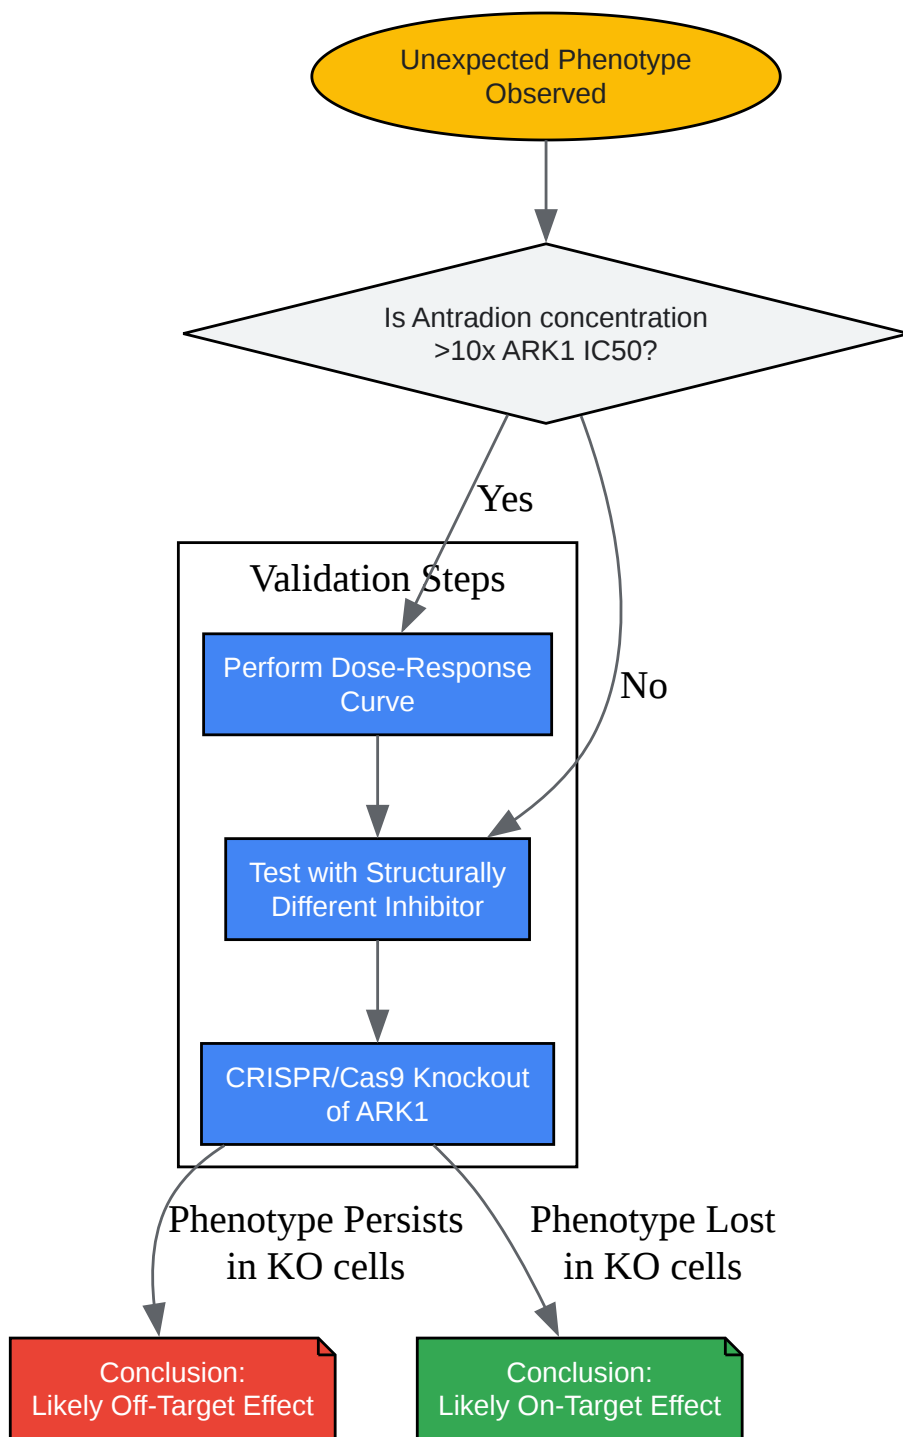 Unexpected Phenotype
Observed
Is Antradion concentration
>10x ARK1 IC50?
Yes
Validation Steps
Perform Dose-Response
Curve
No
Test with Structurally
Different Inhibitor
CRISPR/Cas9 Knockout
of ARK1
Phenotype Persists
in KO cells
Phenotype Lost
in KO cells
Conclusion:
Likely Off-Target Effect
Conclusion:
Likely On-Target Effect